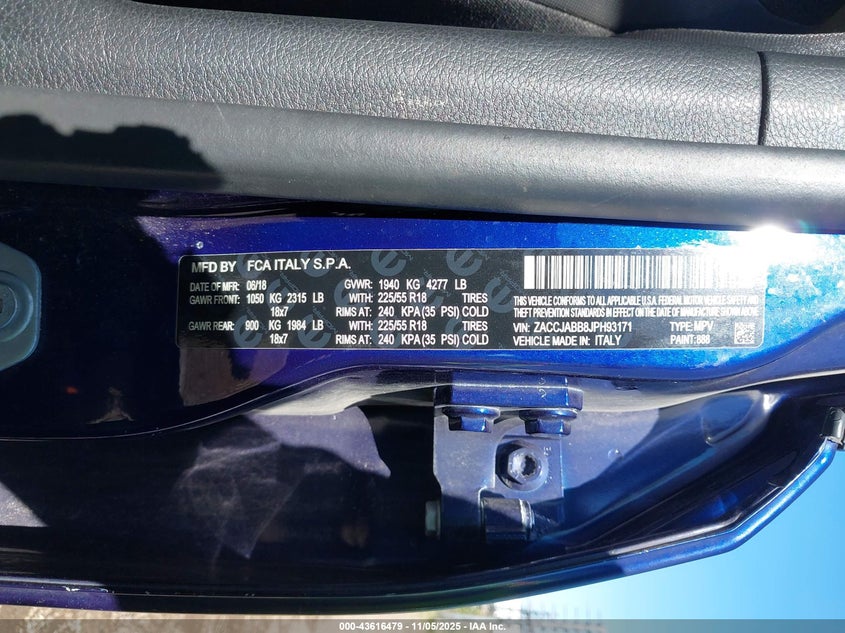 MFD BY FCA ITALY S.P.A.
DATE OF MFR: 06/18 GVWR: 1940 KG 4277 LB
GAWR FRONT: 1050 KG 2315 LB WITH: 225/55 R18 TIRES
18x7 RIMS AT: 240 KPA (35 PSI) COLD
GAWR REAR: 900 KG 1984 LB WITH: 225/55 R18 TIRES
18x7 RIMS AT: 240 KPA (35 PSI) COLD
THIS VEHICLE CONFORMS TO ALL APPLICABLE U.S.A. FEDERAL MOTOR VEHICLE SAFETY, BUMPER AND
THEFT PREVENTION STANDARDS IN EFFECT ON THE DATE OF MANUFACTURE SHOWN ABOVE
VIN: ZACCJABB8JPH93171 TYPE: MPV
VEHICLE MADE IN: ITALY PAINT: 888
000-43616479 - 11/05/2025 - IAA Inc.